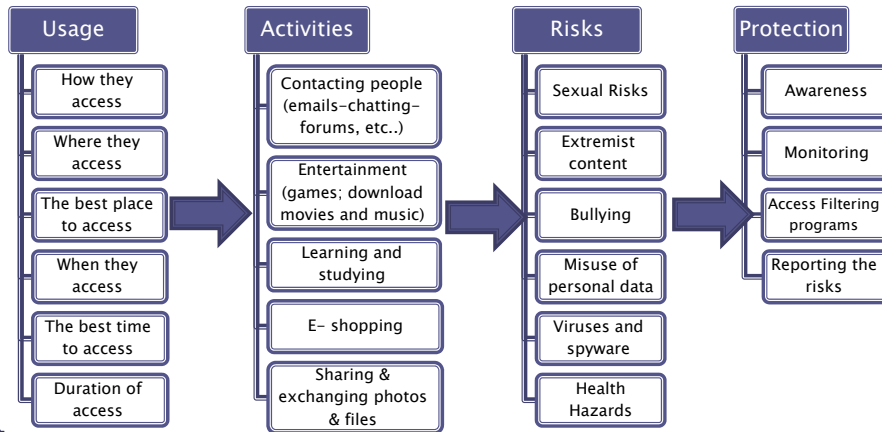 Usage
How they
access
Where they
access
The best place
to access
When they
access
The best time
to access
Duration of
access
Activities
Contacting people
(emails-chatting-
forums, etc..)
Entertainment
(games; download
movies and music)
Learning and
studying
E- shopping
Sharing &
exchanging photos
& files
Risks
Sexual Risks
Extremist
content
Bullying
Misuse of
personal data
Viruses and
spyware
Health
Hazards
Protection
Awareness
Monitoring
Access Filtering
programs
Reporting the
risks